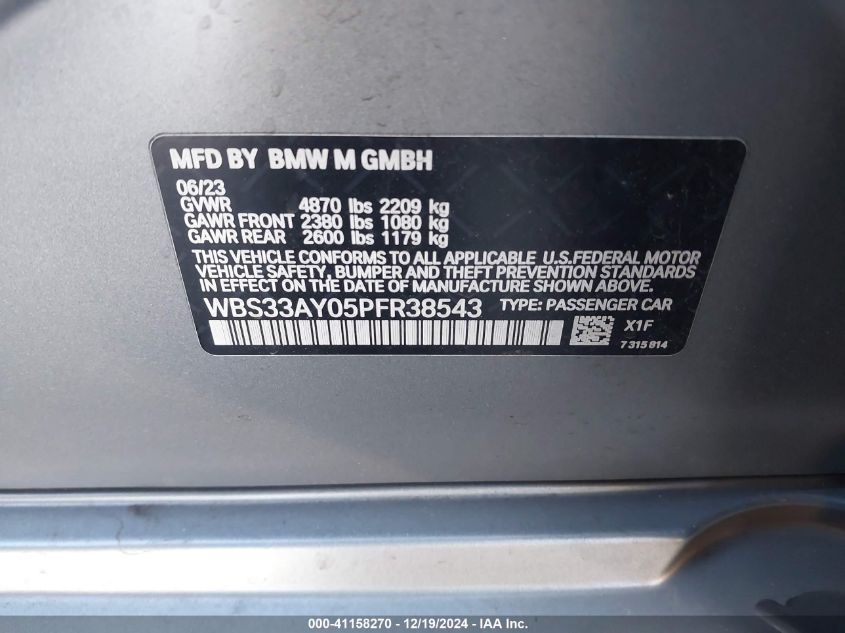 MFD BY BMW M GMBH
06/23
GVWR 4870 lbs 2209 kg
GAWR FRONT 2380 lbs 1080 kg
GAWR REAR 2600 lbs 1179 kg
THIS VEHICLE CONFORMS TO ALL APPLICABLE U.S.FEDERAL MOTOR
VEHICLE SAFETY, BUMPER AND THEFT PREVENTION STANDARDS
IN EFFECT ON THE DATE OF MANUFACTURE SHOWN ABOVE.
WBS33AY05PFR38543 TYPE: PASSENGER CAR
X1F
7 315 814
000-41158270 - 12/19/2024 - IAA Inc.